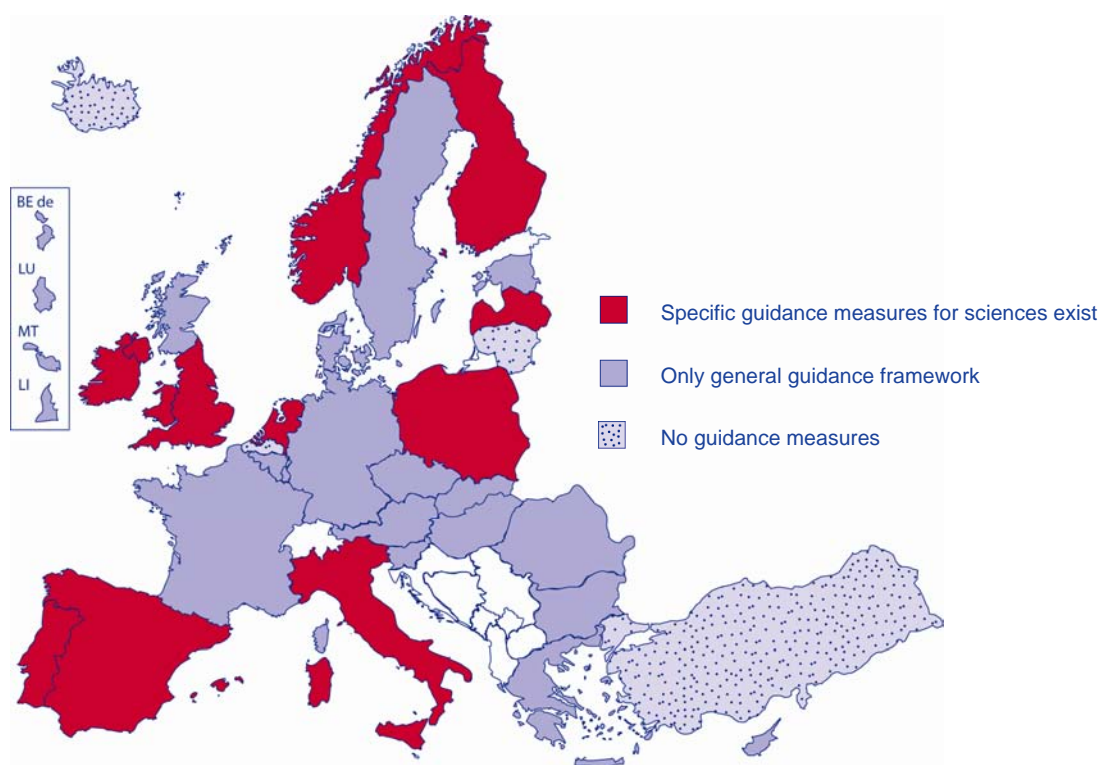 BE de
LU
MT
LI
Specific guidance measures for sciences exist
Only general guidance framework
No guidance measures